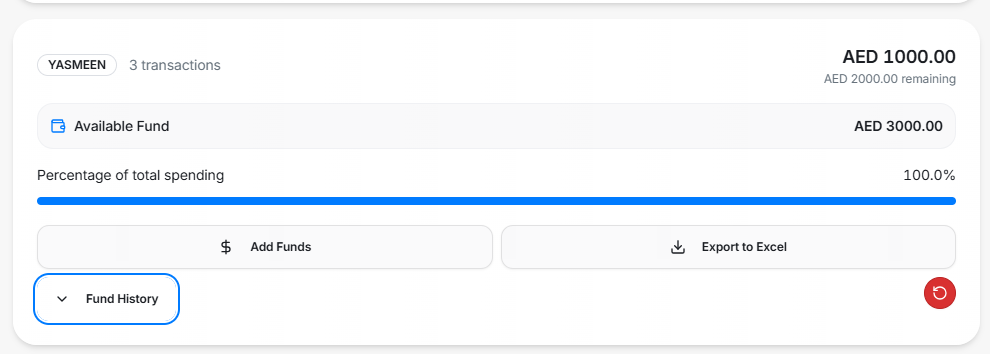 YASMEEN 3 transactions AED 1000.00
AED 2000.00 remaining
Available Fund AED 3000.00
Percentage of total spending 100.0%
Add Funds Export to Excel
Fund History